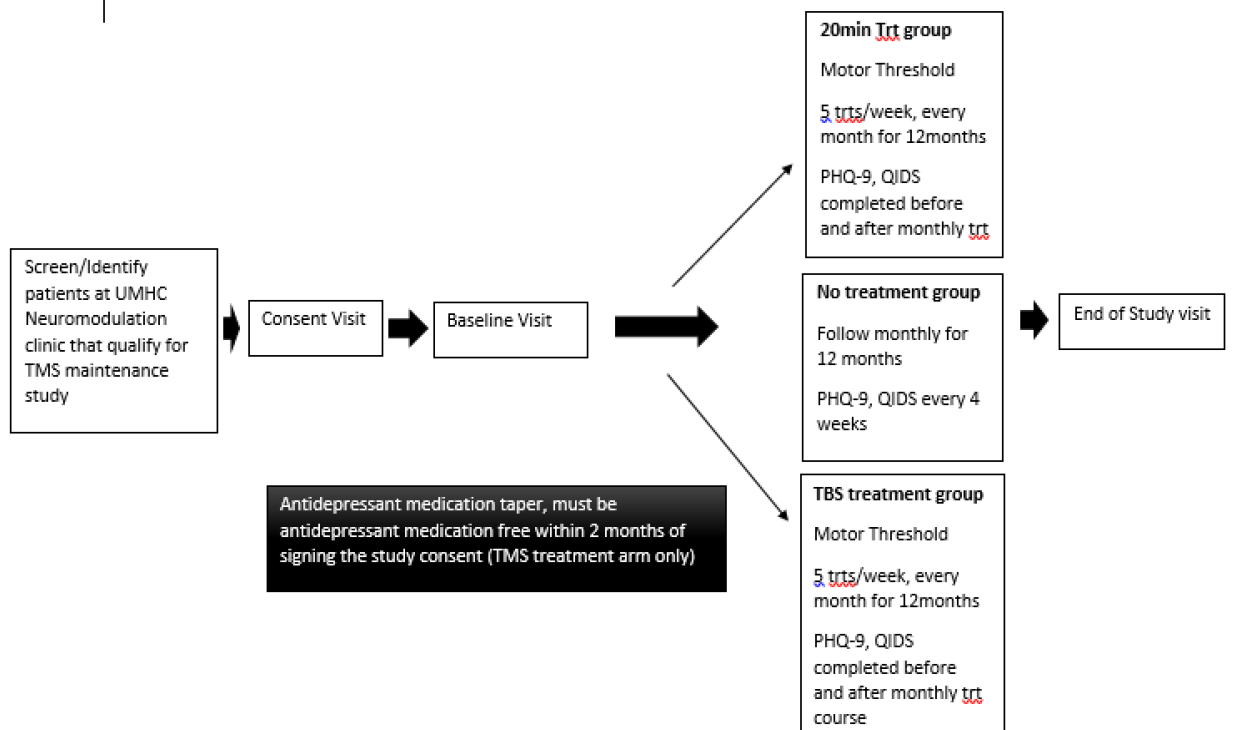 Screen/Identify
patients at UMHC
Neuromodulation
clinic that qualify for
TMS maintenance
study
Consent Visit
Baseline Visit
Antidepressant medication taper, must be
antidepressant medication free within 2 months of
signing the study consent (TMS treatment arm only)
20min Trt group
Motor Threshold
5 trts/week, every
month for 12months
PHQ-9, QIDS
completed before
and after monthly trt
No treatment group
Follow monthly for
12 months
PHQ-9, QIDS every 4
weeks
TBS treatment group
Motor Threshold
5 trts/week, every
month for 12months
PHQ-9, QIDS
completed before
and after monthly trt
course
End of Study visit